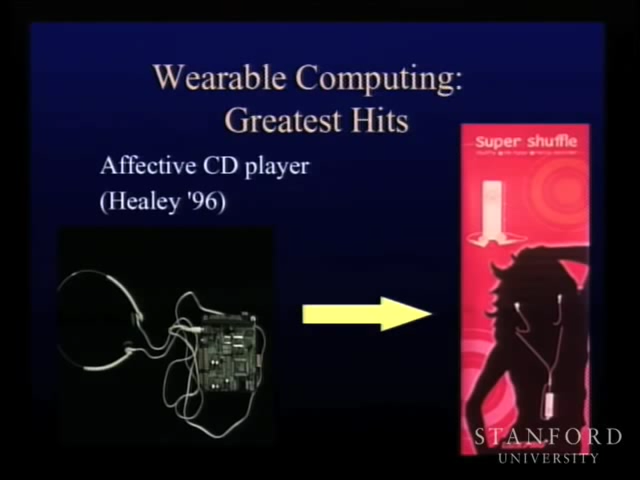 Wearable Computing:
Greatest Hits
Affective CD player
(Healey '96)
super shuffle
STANFORD
UNIVERSITY